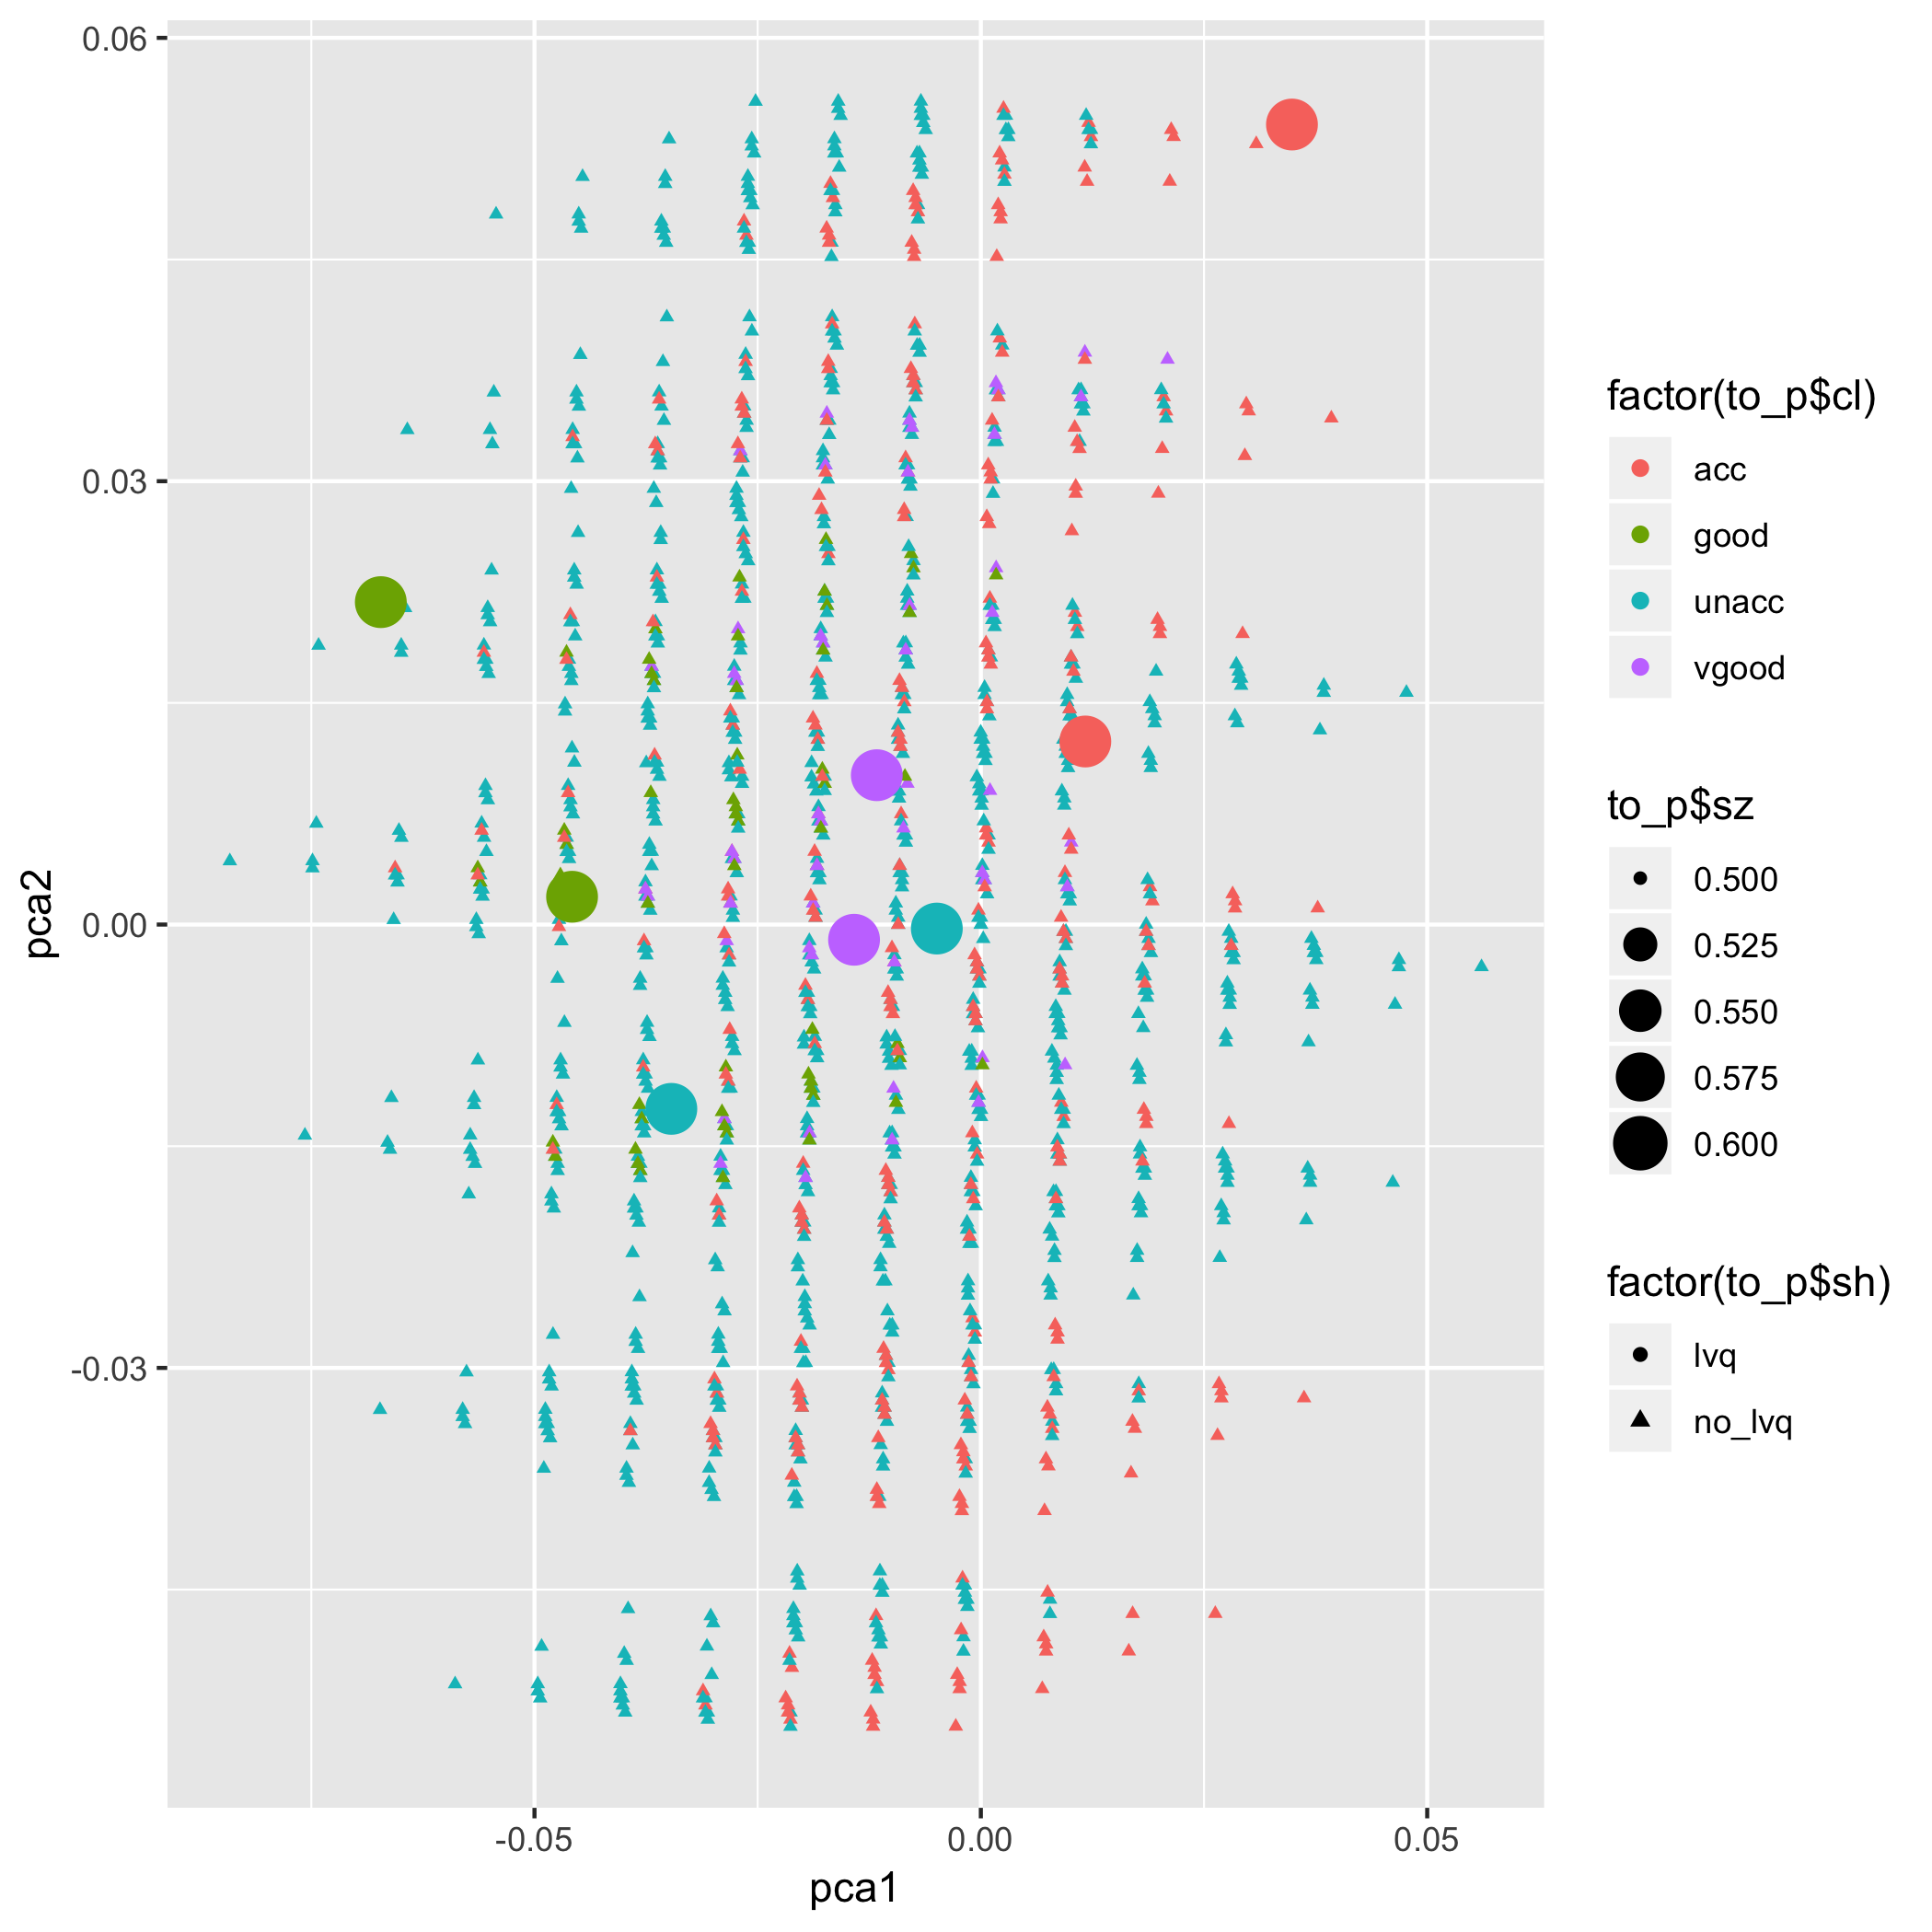 0.06
0.03
0.00
-0.03
pca2
-0.05
0.00
0.05
pca1
factor(to_p$cl)
acc
good
unacc
vgood
to_p$sz
0.500
0.525
0.550
0.575
0.600
factor(to_p$sh)
lvq
no_lvq